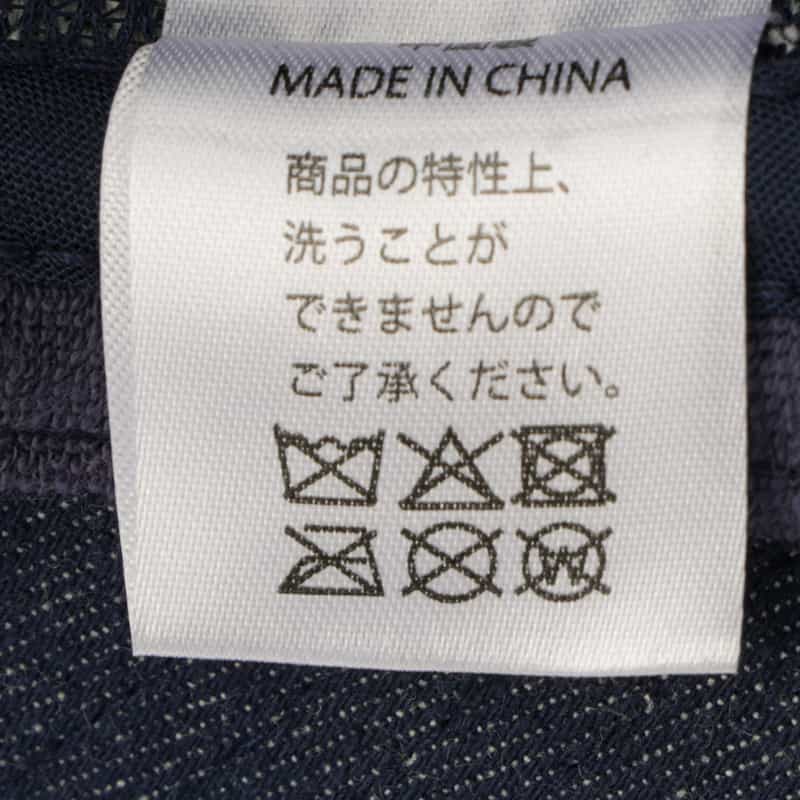 MADE IN CHINA
商品の特性上、
洗うことが
できませんので
ご了承ください。
W